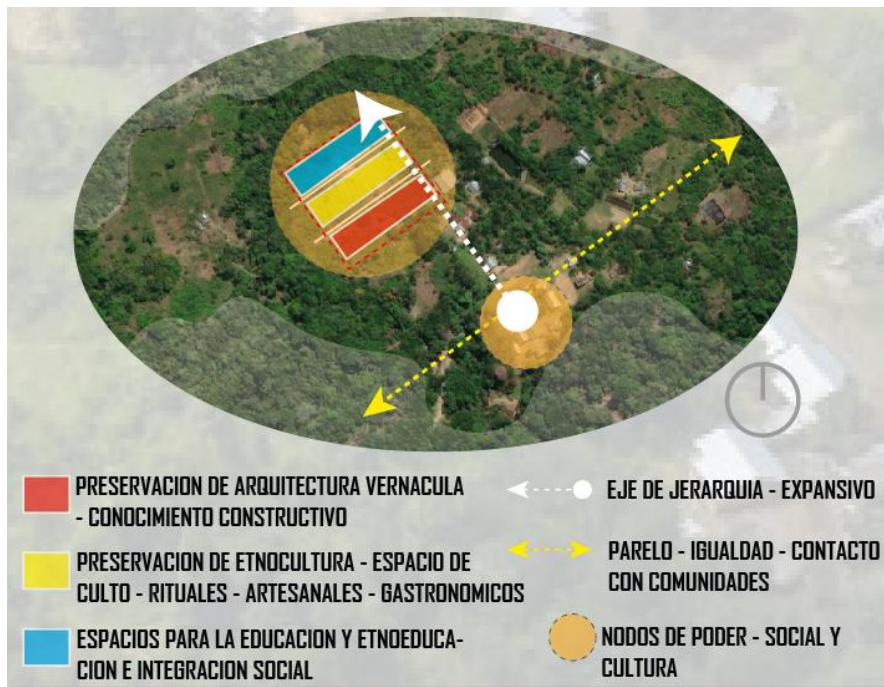 PRESERVACION DE ARQUITECTURA VERNACULA
- CONOCIMIENTO CONSTRUCTIVO
PRESERVACION DE ETNOCULTURA - ESPACIO DE
CULTO - RITUALES - ARTESANALES - GASTRONOMICOS
ESPACIOS PARA LA EDUCACION Y ETNOEDUCA-
CION E INTEGRACION SOCIAL
EJE DE JERARQUIA - EXPANSIVO
PARELO - IGUALDAD - CONTACTO
CON COMUNIDADES
NODOS DE PODER - SOCIAL Y
CULTURA